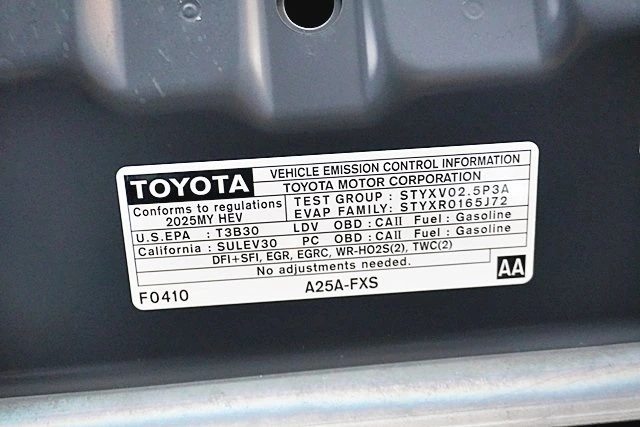 TOYOTA
VEHICLE EMISSION CONTROL INFORMATION
TOYOTA MOTOR CORPORATION
Conforms to regulations
2025MY HEV
TEST GROUP : STYXV02.5P3A
EVAP FAMILY: STYXR0165J72
U.S.EPA : T3B30 LDV OBD : CAII Fuel : Gasoline
California : SULEV30 PC OBD : CAII Fuel : Gasoline
DFI+SFI, EGR, EGRC, WR-HO2S(2), TWC(2)
No adjustments needed.
AA
F0410 A25A-FXS